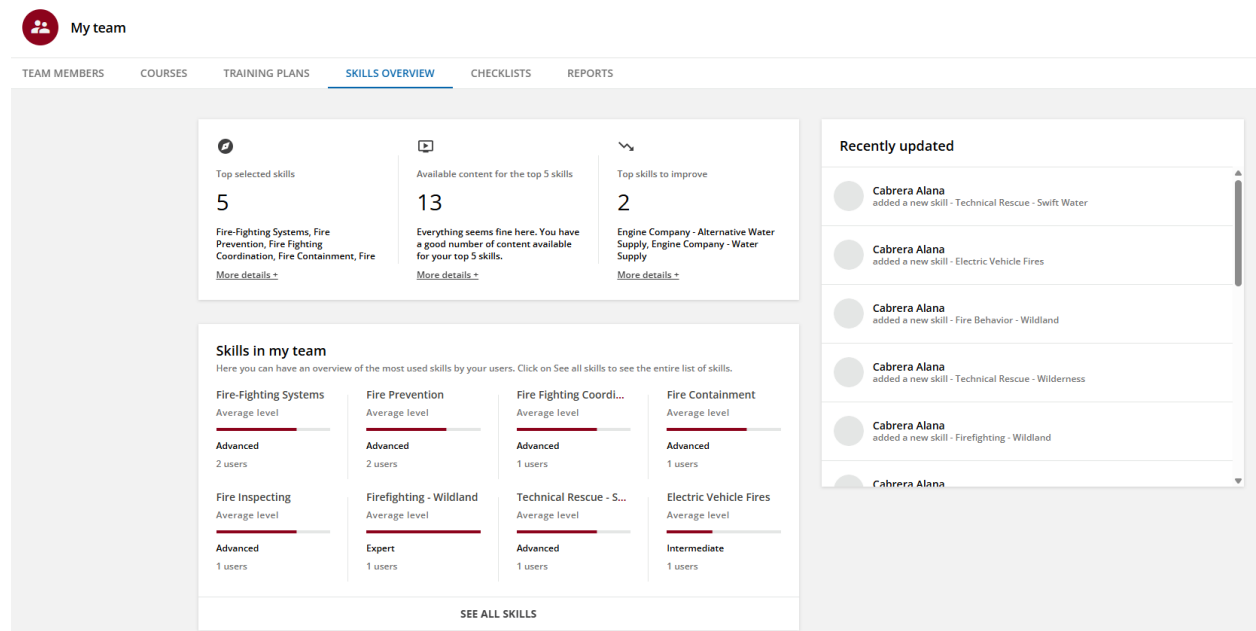 My team
TEAM MEMBERS
COURSES
TRAINING PLANS
SKILLS OVERVIEW
CHECKLISTS
REPORTS
Top selected skills
5
Fire-Fighting Systems, Fire
Prevention, Fire Fighting
Coordination, Fire Containment, Fire
More details +
Available content for the top 5 skills
13
Everything seems fine here. You have
a good number of content available
for your top 5 skills.
More details +
Top skills to improve
2
Engine Company - Alternative Water
Supply, Engine Company - Water
Supply
More details +
Skills in my team
Here you can have an overview of the most used skills by your users. Click on See all skills to see the entire list of skills.
Fire-Fighting Systems
Average level
Advanced
2 users
Fire Prevention
Average level
Advanced
2 users
Fire Fighting Coordi...
Average level
Advanced
1 users
Fire Containment
Average level
Advanced
1 users
Fire Inspecting
Average level
Advanced
1 users
Firefighting - Wildland
Average level
Expert
1 users
Technical Rescue - S...
Average level
Advanced
1 users
Electric Vehicle Fires
Average level
Intermediate
1 users
SEE ALL SKILLS
Recently updated
Cabrera Alana
added a new skill - Technical Rescue - Swift Water
Cabrera Alana
added a new skill - Electric Vehicle Fires
Cabrera Alana
added a new skill - Fire Behavior - Wildland
Cabrera Alana
added a new skill - Technical Rescue - Wilderness
Cabrera Alana
added a new skill - Firefighting - Wildland
Cabrera Alana